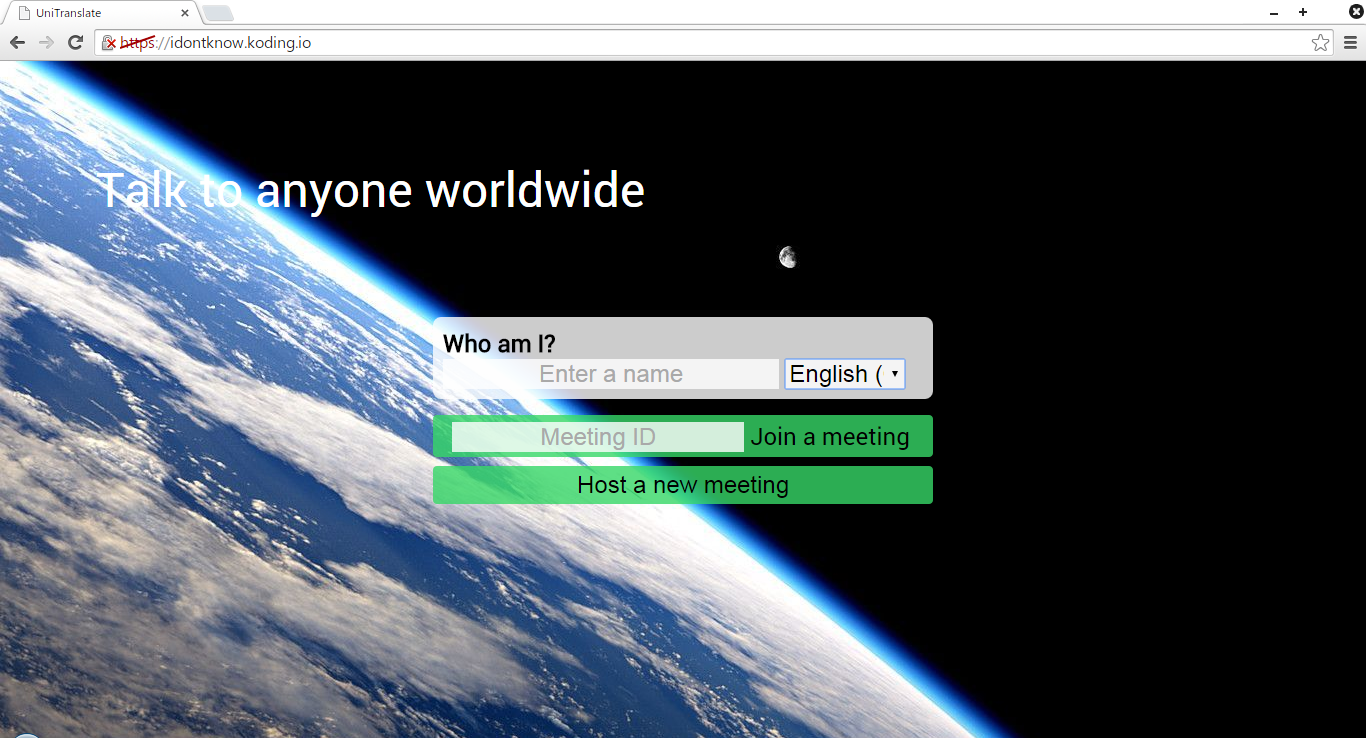 UniTranslate
https://idontknow.koding.io
Talk to anyone worldwide
Who am I?
Enter a name English (
Meeting ID Join a meeting
Host a new meeting